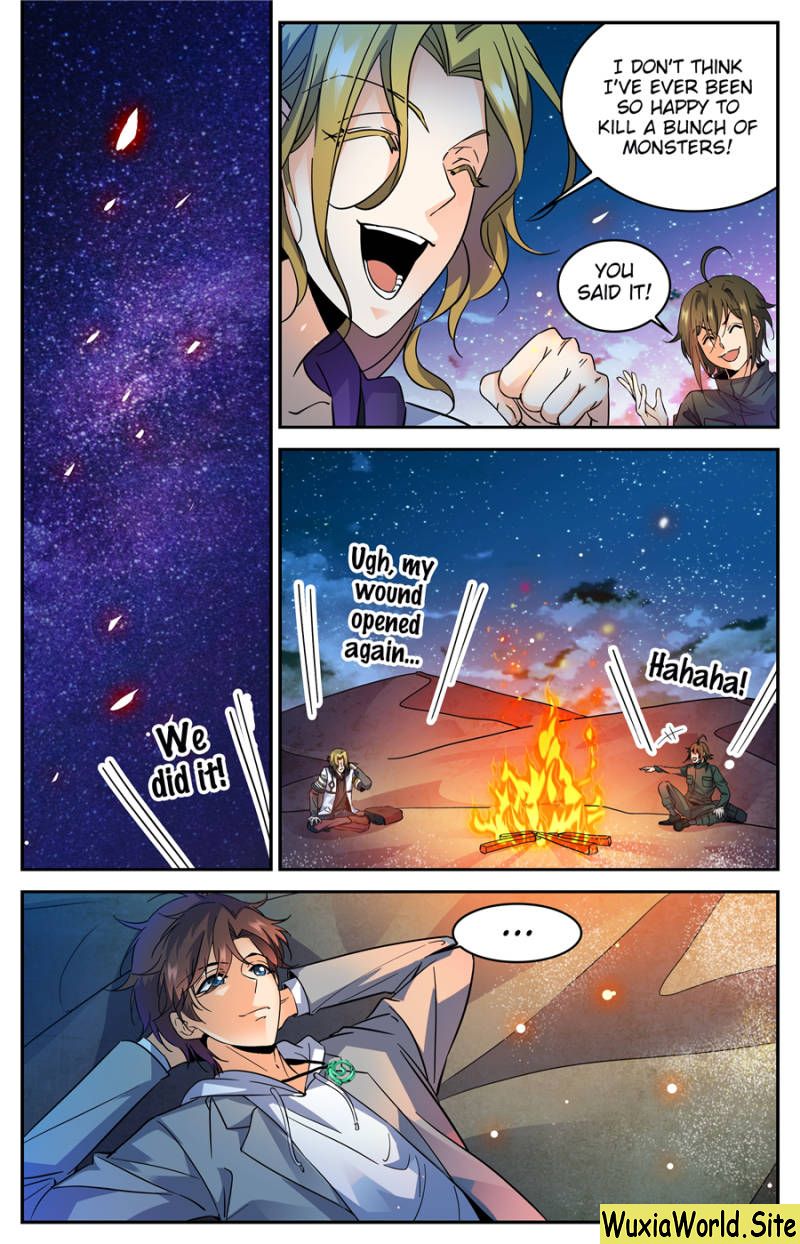 I DON'T THINK
I'VE EVER BEEN
SO HAPPY TO
KILL A BUNCH OF
MONSTERS!
YOU
SAID IT!
We
did it!
Ugh, my
wound
opened
again...
Hahaha!
...
WuxiaWorld.Site